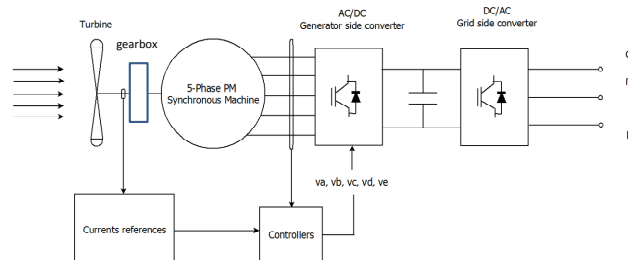 Turbine
gearbox
5-Phase PM
Synchronous Machine
AC/DC
Generator side converter
DC/AC
Grid side converter
va, vb, vc, vd, ve
Currents references
Controllers